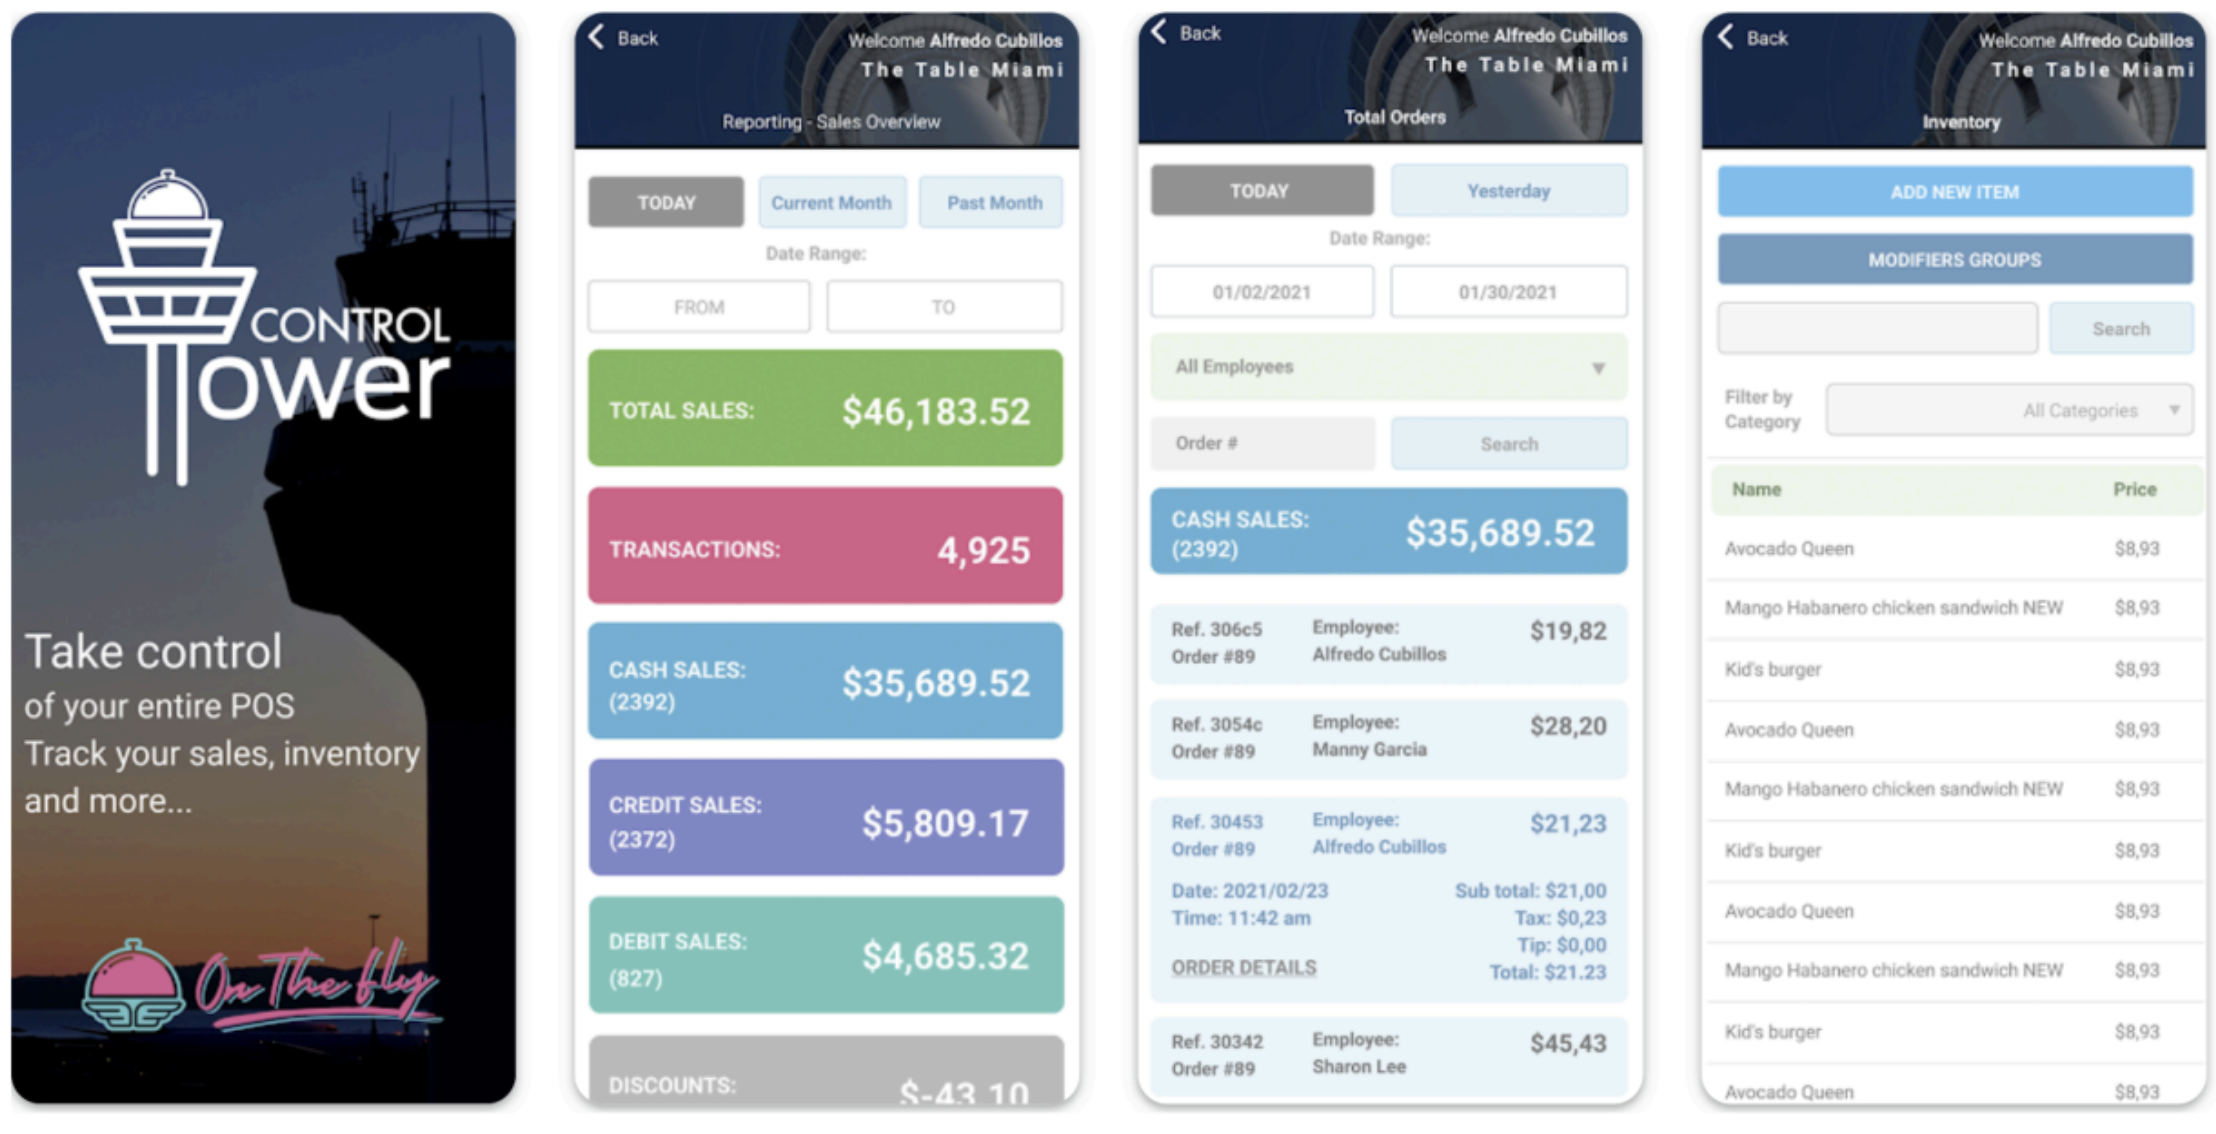 CONTROL
Tower
Take control
of your entire POS
Track your sales, inventory
and more...
On The fly
Back
Welcome Alfredo Cubillos
The Table Miami
Reporting - Sales Overview
TODAY
Current Month
Past Month
Date Range:
FROM
TO
TOTAL SALES:
$46,183.52
TRANSACTIONS:
4,925
CASH SALES:
(2392)
$35,689.52
CREDIT SALES:
(2372)
$5,809.17
DEBIT SALES:
(827)
$4,685.32
DISCOUNTS:
$-43.10
Back
Welcome Alfredo Cubillos
The Table Miami
Total Orders
TODAY
Yesterday
Date Range:
01/02/2021
01/30/2021
All Employees
Order #
Search
CASH SALES:
(2392)
$35,689.52
Ref. 306c5
Order #89
Employee:
Alfredo Cubillos
$19,82
Ref. 3054c
Order #89
Employee:
Manny Garcia
$28,20
Ref. 30453
Order #89
Employee:
Alfredo Cubillos
$21,23
Date: 2021/02/23
Time: 11:42 am
ORDER DETAILS
Sub total: $21,00
Tax: $0,23
Tip: $0,00
Total: $21.23
Ref. 30342
Order #89
Employee:
Sharon Lee
$45,43
Back
Welcome Alfredo Cubillos
The Table Miami
Inventory
ADD NEW ITEM
MODIFIERS GROUPS
Search
Filter by
Category
All Categories
Name Price
Avocado Queen $8,93
Mango Habanero chicken sandwich NEW $8,93
Kid's burger $8,93
Avocado Queen $8,93
Mango Habanero chicken sandwich NEW $8,93
Kid's burger $8,93
Avocado Queen $8,93
Mango Habanero chicken sandwich NEW $8,93
Kid's burger $8,93
Avocado Queen $8,93